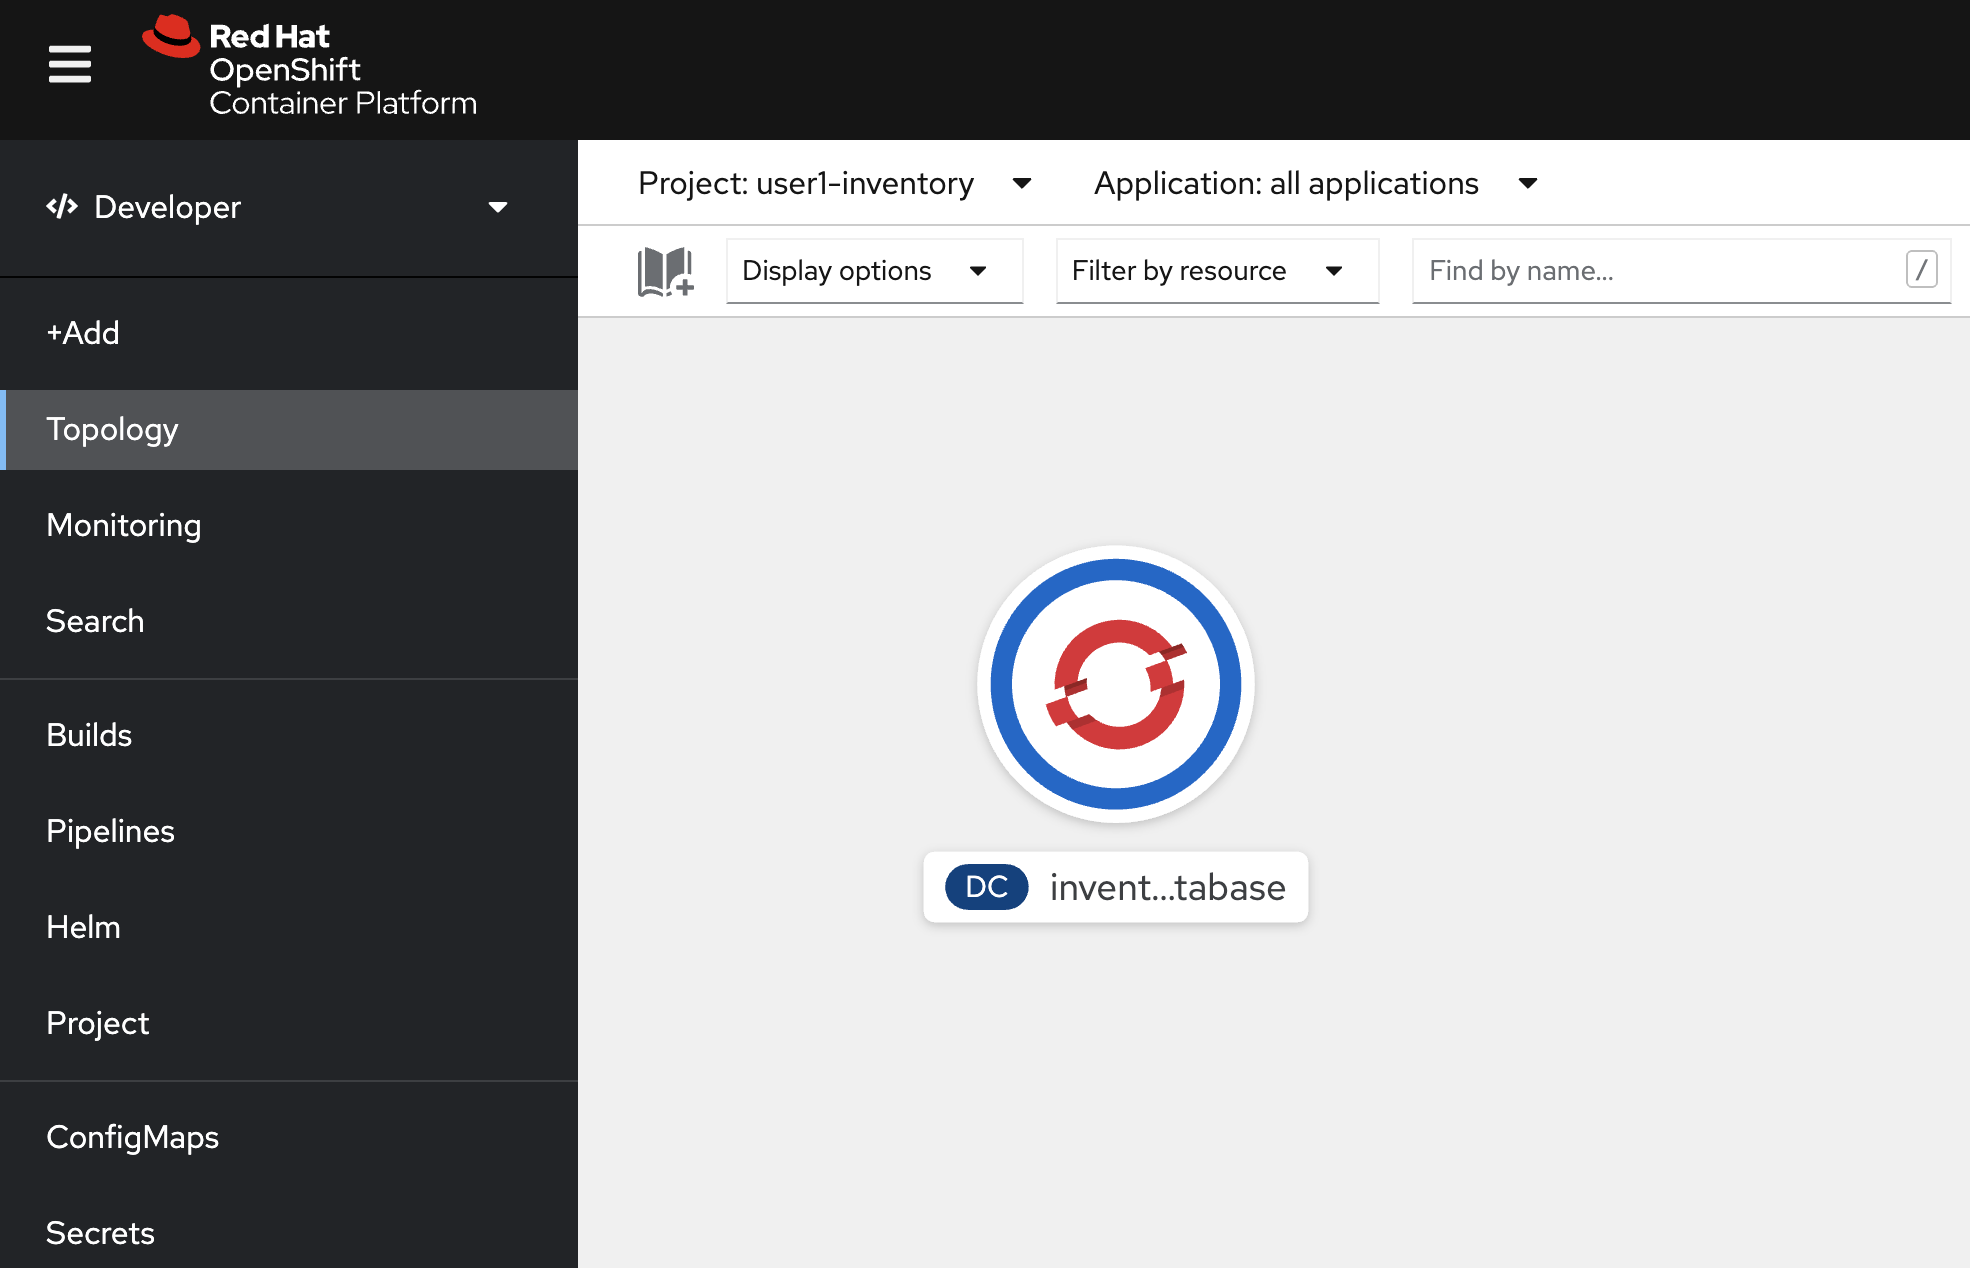 Red Hat
OpenShift
Container Platform
</> Developer
+Add
Topology
Monitoring
Search
Builds
Pipelines
Helm
Project
ConfigMaps
Secrets
Project: user1-inventory Application: all applications
Display options Filter by resource Find by name... /
DC invent...tabase